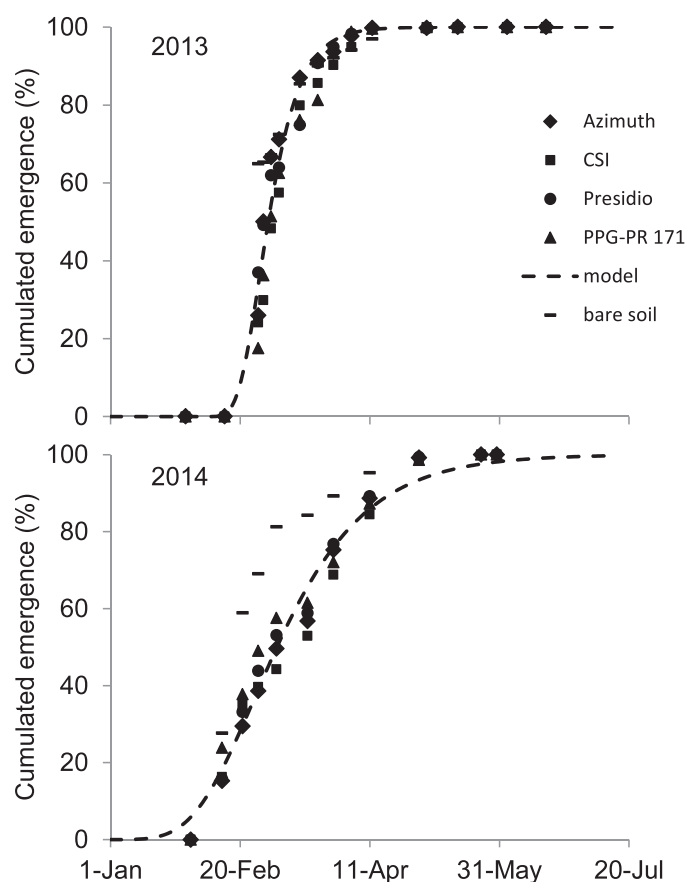 100
2013
80
60
40
20
0
Cumulated emergence (%)
Azimuth
CSI
Presidio
PPG-PR 171
model
bare soil
100
2014
80
60
40
20
0
Cumulated emergence (%)
1-Jan 20-Feb 11-Apr 31-May 20-Jul